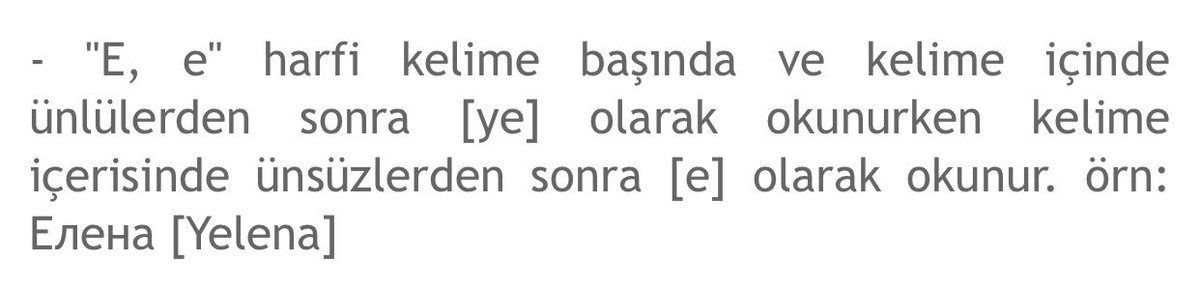 - "Е, е" harfi kelime başında ve kelime içinde
ünlülerden sonra [ye] olarak okunurken kelime
içerisinde ünsüzlerden sonra [e] olarak okunur. örn:
Елена [Yelena]